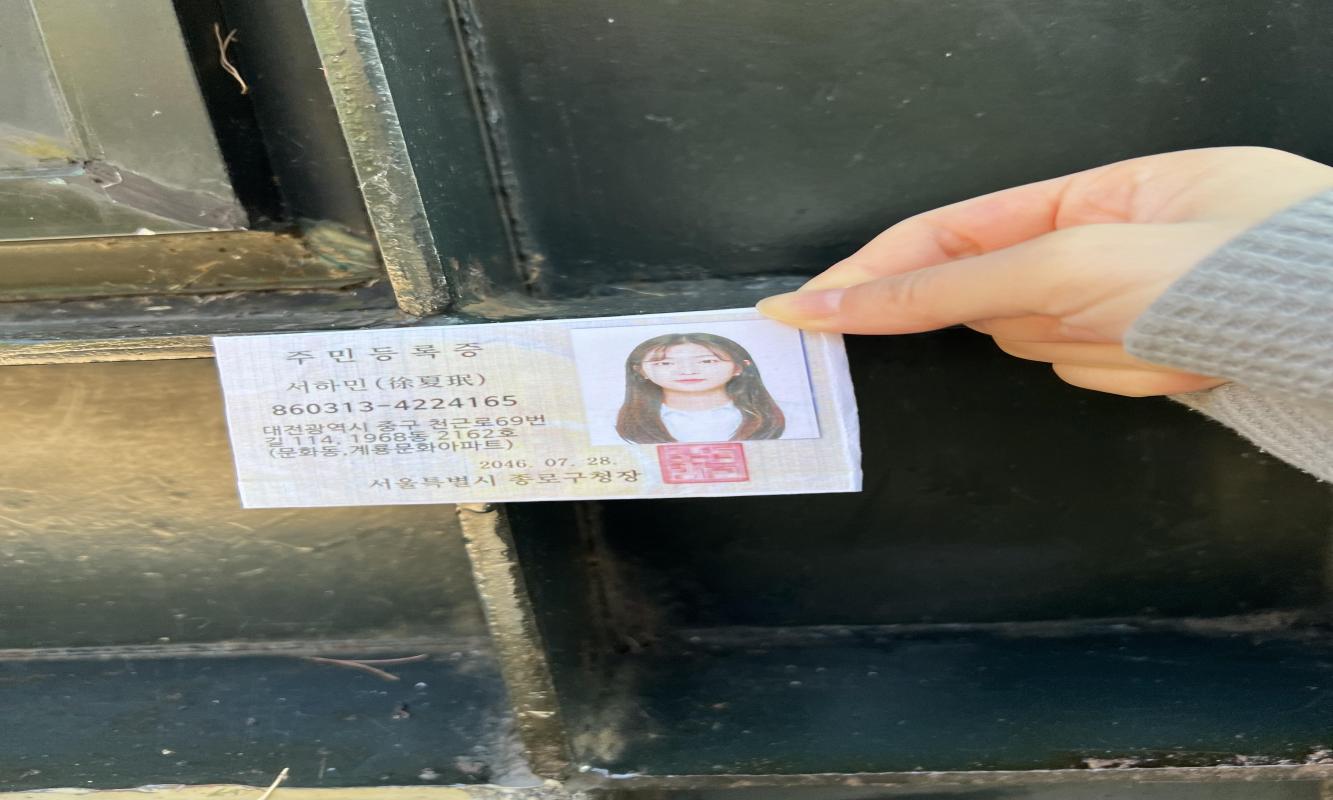 주민등록증
서하민(徐夏珉)
860313-4224165
대전광역시 중구 천근로69번
길 114, 1968동 2162호
(문화동,계룡문화아파트)
2046. 07. 28.
서울특별시 종로구청장